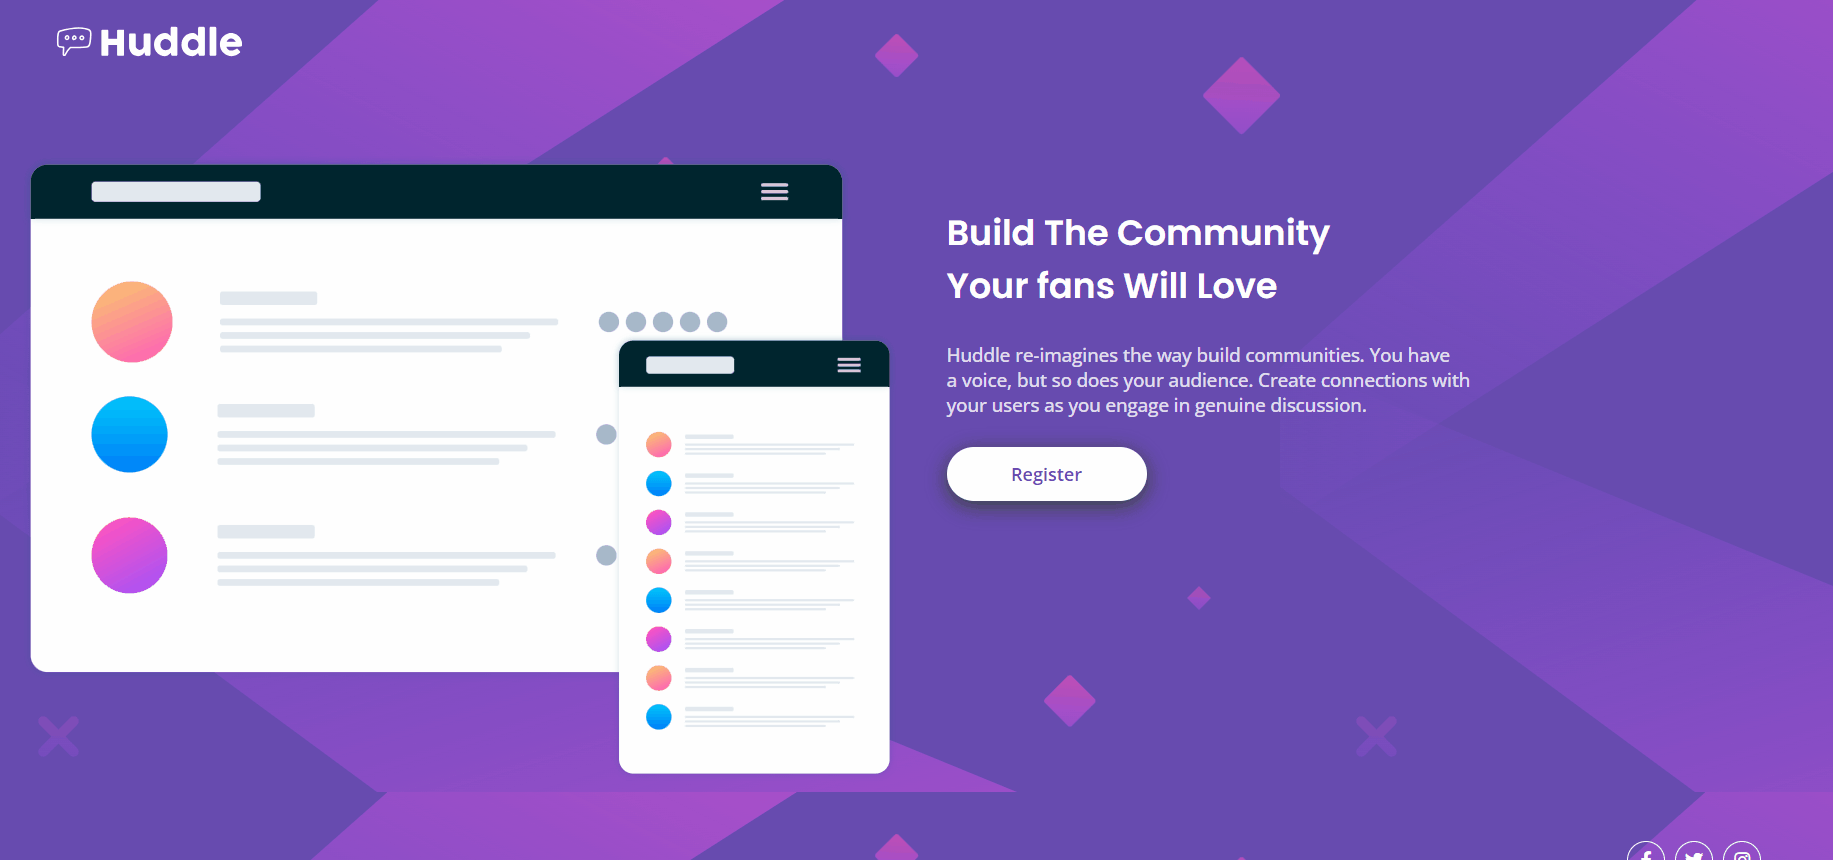 Huddle
Build The Community
Your fans Will Love
Huddle re-imagines the way build communities. You have
a voice, but so does your audience. Create connections with
your users as you engage in genuine discussion.
Register